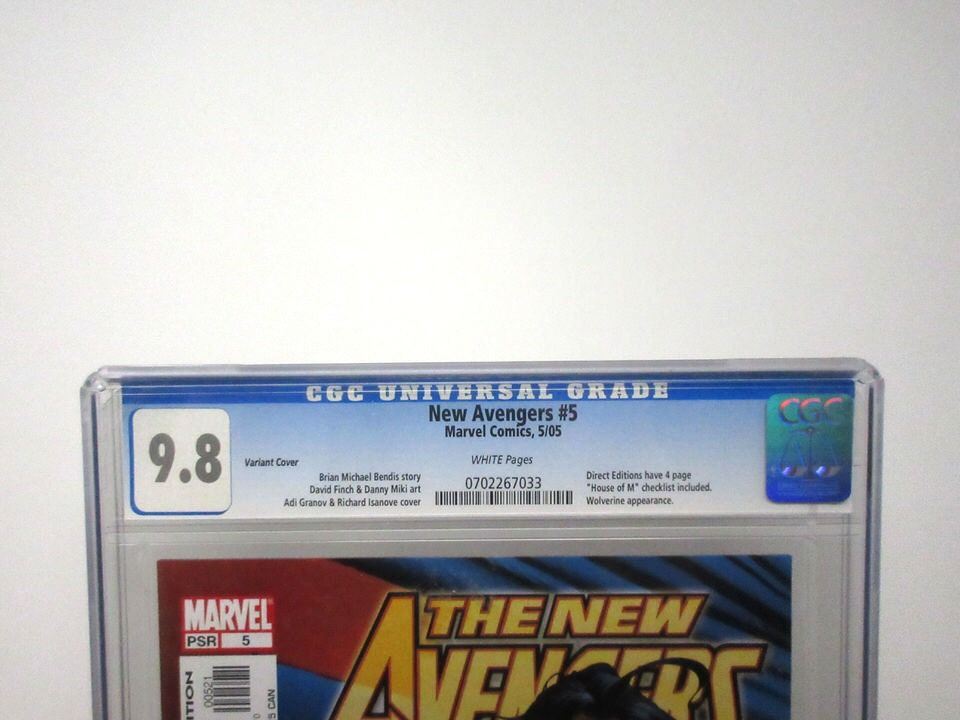 CGC UNIVERSAL GRADE
9.8
New Avengers #5
Marvel Comics, 5/05
Variant Cover
WHITE Pages
Brian Michael Bendis story
David Finch & Danny Miki art
Adi Granov & Richard Isanove cover
0702267033
Direct Editions have 4 page
"House of M" checklist included.
Wolverine appearance.
CGC
MARVEL
PSR 5
THE NEW
AVENGERS
00521